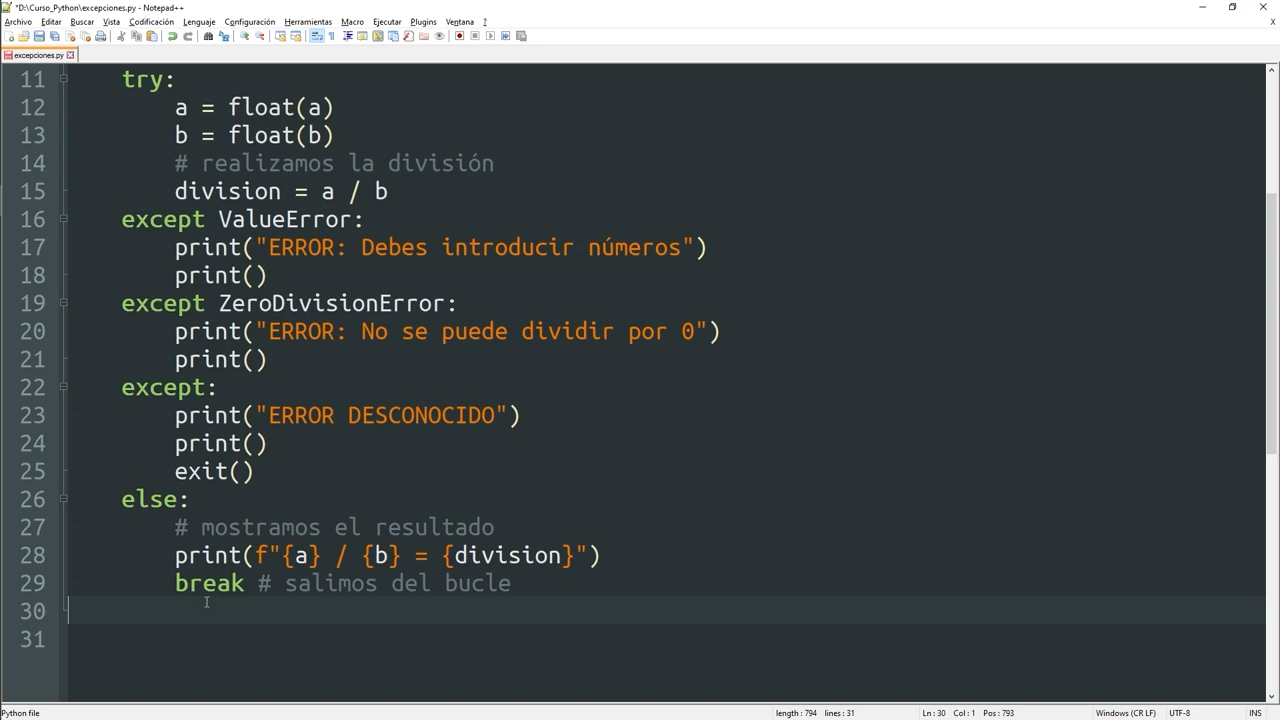 *D:\Curso_Python\excepciones.py - Notepad++
Archivo Editar Buscar Vista Codificación Lenguaje Configuración Herramientas Macro Ejecutar Plugins Ventana ?
X
excepciones.py
11 try:
12 a = float(a)
13 b = float(b)
14 # realizamos la división
15 division = a / b
16 except ValueError:
17 print("ERROR: Debes introducir números")
18 print()
19 except ZeroDivisionError:
20 print("ERROR: No se puede dividir por 0")
21 print()
22 except:
23 print("ERROR DESCONOCIDO")
24 print()
25 exit()
26 else:
27 # mostramos el resultado
28 print(f"{a} / {b} = {division}")
29 break # salimos del bucle
30
31
Python file length : 794 lines : 31 Ln : 30 Col : 1 Pos : 793 Windows (CR LF) UTF-8 INS